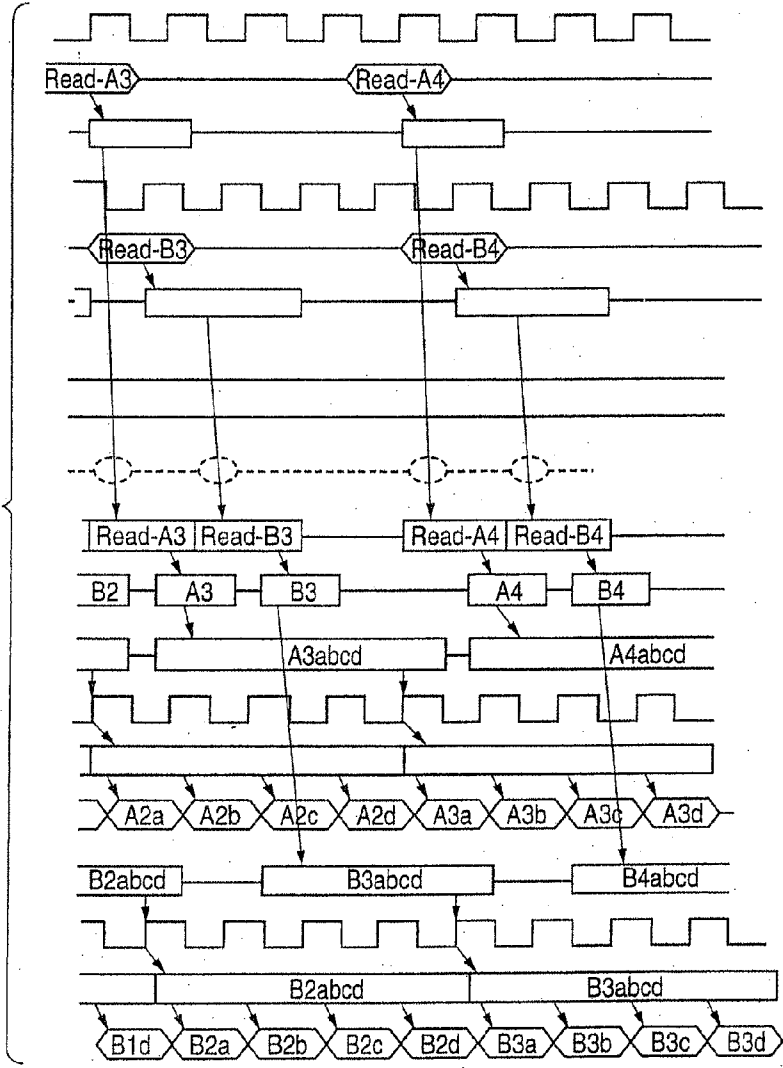 Read-A3 Read-A4
Read-B3 Read-B4
Read-A3 Read-B3 Read-A4 Read-B4
B2 A3 B3 A4 B4
A3abcd A4abcd
A2a A2b A2c A2d A3a A3b A3c A3d
B2abcd B3abcd B4abcd
B2abcd B3abcd
B1d B2a B2b B2c B2d B3a B3b B3c B3d